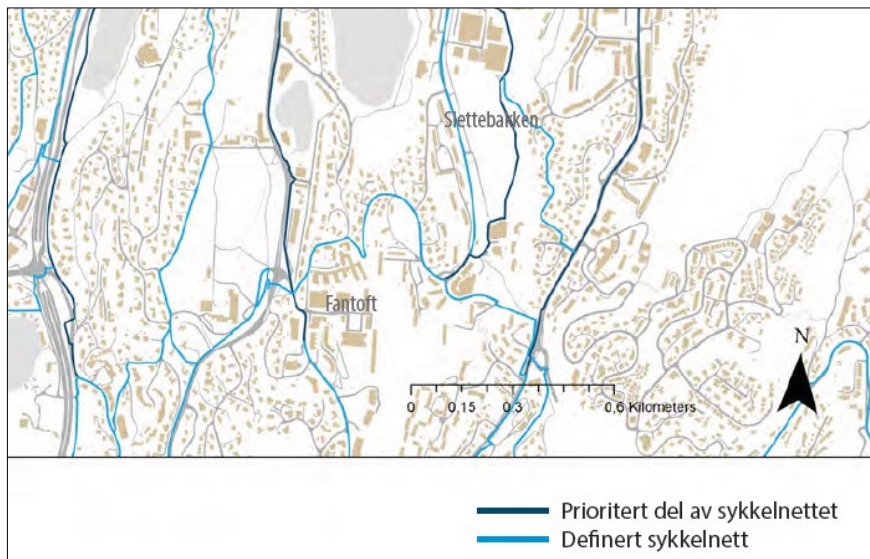 Slettebakken
Fantoft
N
0 0.15 0.3 0.6 Kilometers
Prioritert del av sykkelnettet
Definert sykkelnett